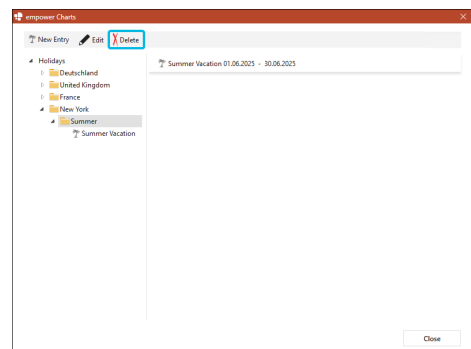 empower Charts
New Entry Edit Delete
Holidays
Deutschland
United Kingdom
France
New York
Summer
Summer Vacation
Summer Vacation 01.06.2025 - 30.06.2025
Close